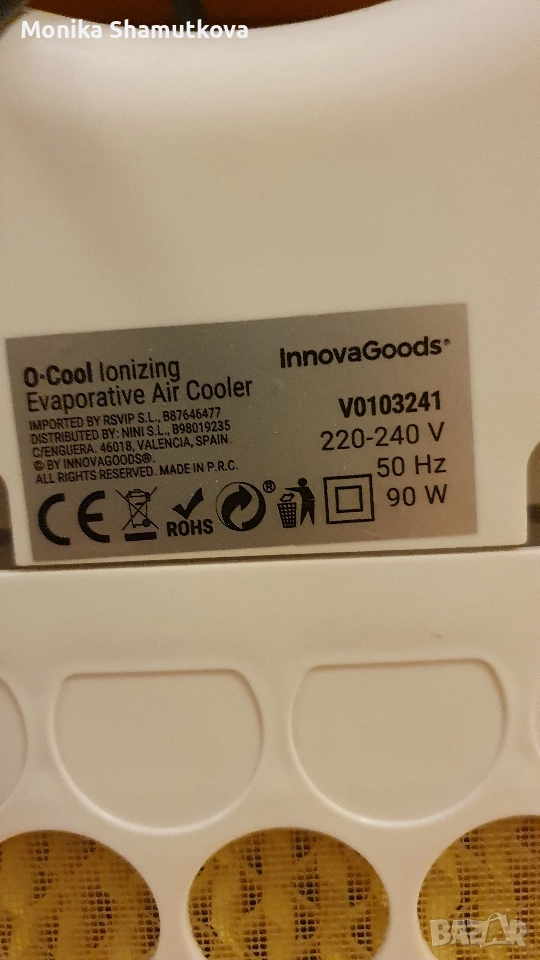 Monika Shamutkova
O-Cool Ionizing
Evaporative Air Cooler
IMPORTED BY RSVIP S.L., B87646477
DISTRIBUTED BY: NINI S.L., B98019235
C/ENGUERA. 46018, VALENCIA, SPAIN.
© BY INNOVAGOODS®.
ALL RIGHTS RESERVED. MADE IN P.R.C.
CE
ROHS
®
InnovaGoods®
V0103241
220-240 V
50 Hz
90 W
BAZAR